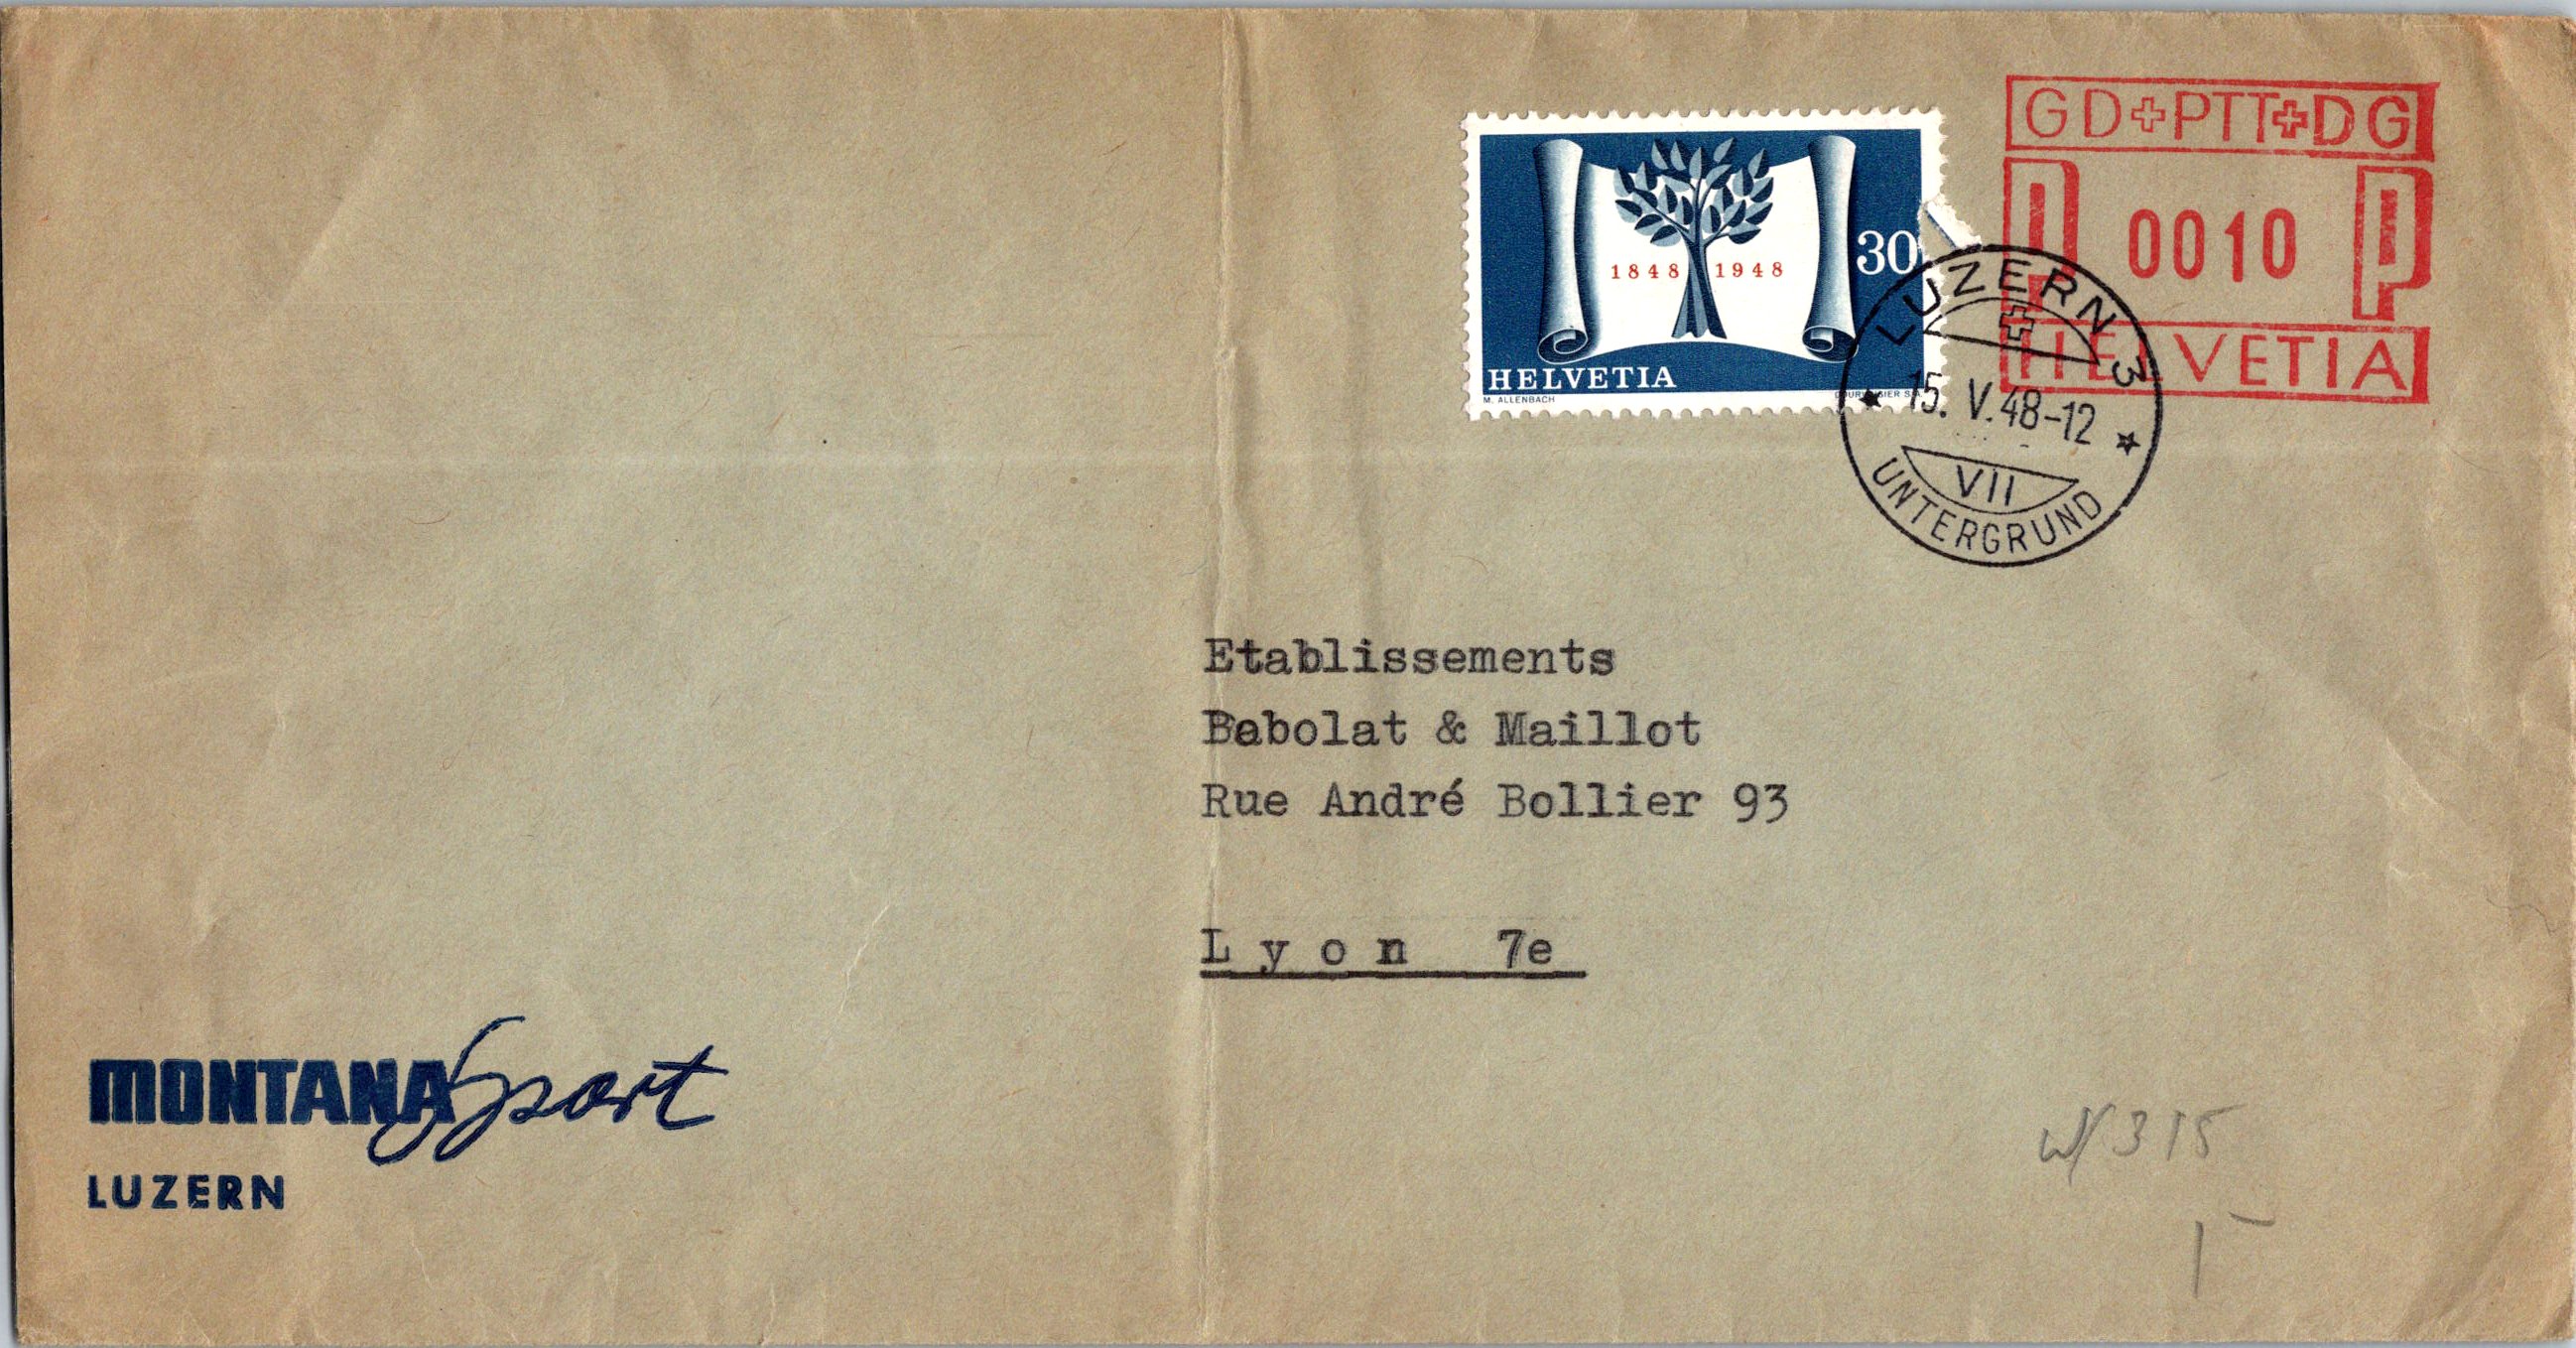 GD+PTT+DG
P 0010 P
HELVETIA
1848 1948
30
HELVETIA
M. ALLENBACH
LUZERN 3
15. V. 48-12
VII
UNTERGRUND
Etablissements
Babolat & Maillot
Rue André Bollier 93
Lyon 7e
MONTANA Sport
LUZERN
315